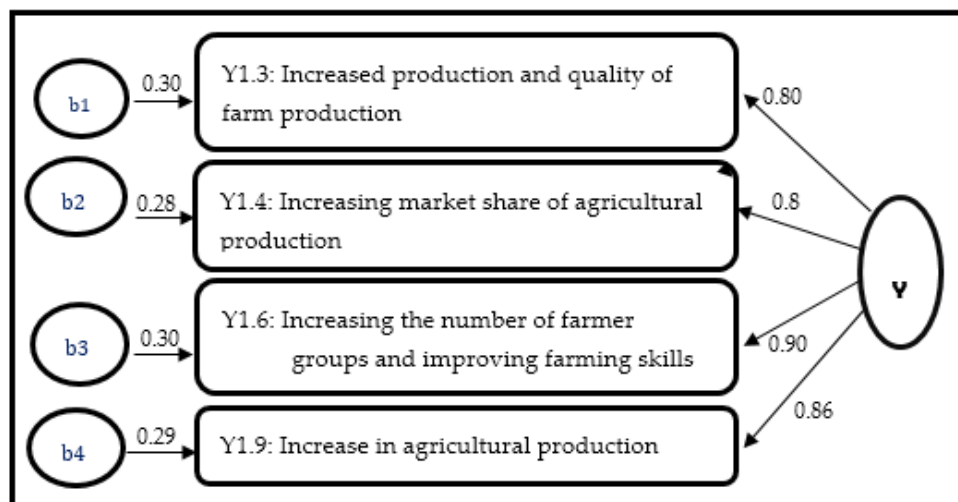 b1
0.30
Y1.3: Increased production and quality of
farm production
0.80
b2
0.28
Y1.4: Increasing market share of agricultural
production
0.8
Y
b3
0.30
Y1.6: Increasing the number of farmer
groups and improving farming skills
0.90
b4
0.29
Y1.9: Increase in agricultural production
0.86